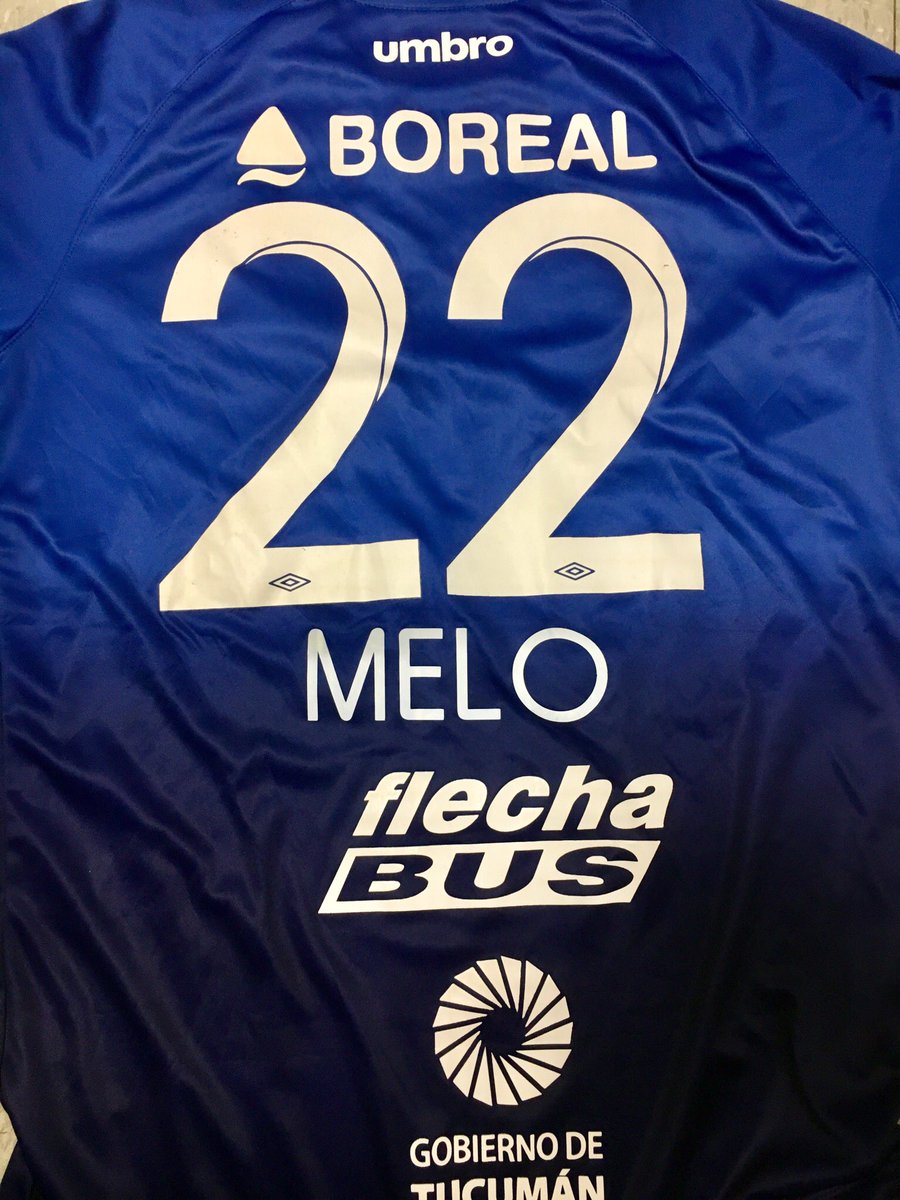 umbro
BOREAL
22
MELO
flecha
BUS
GOBIERNO DE
TUCUMÁN